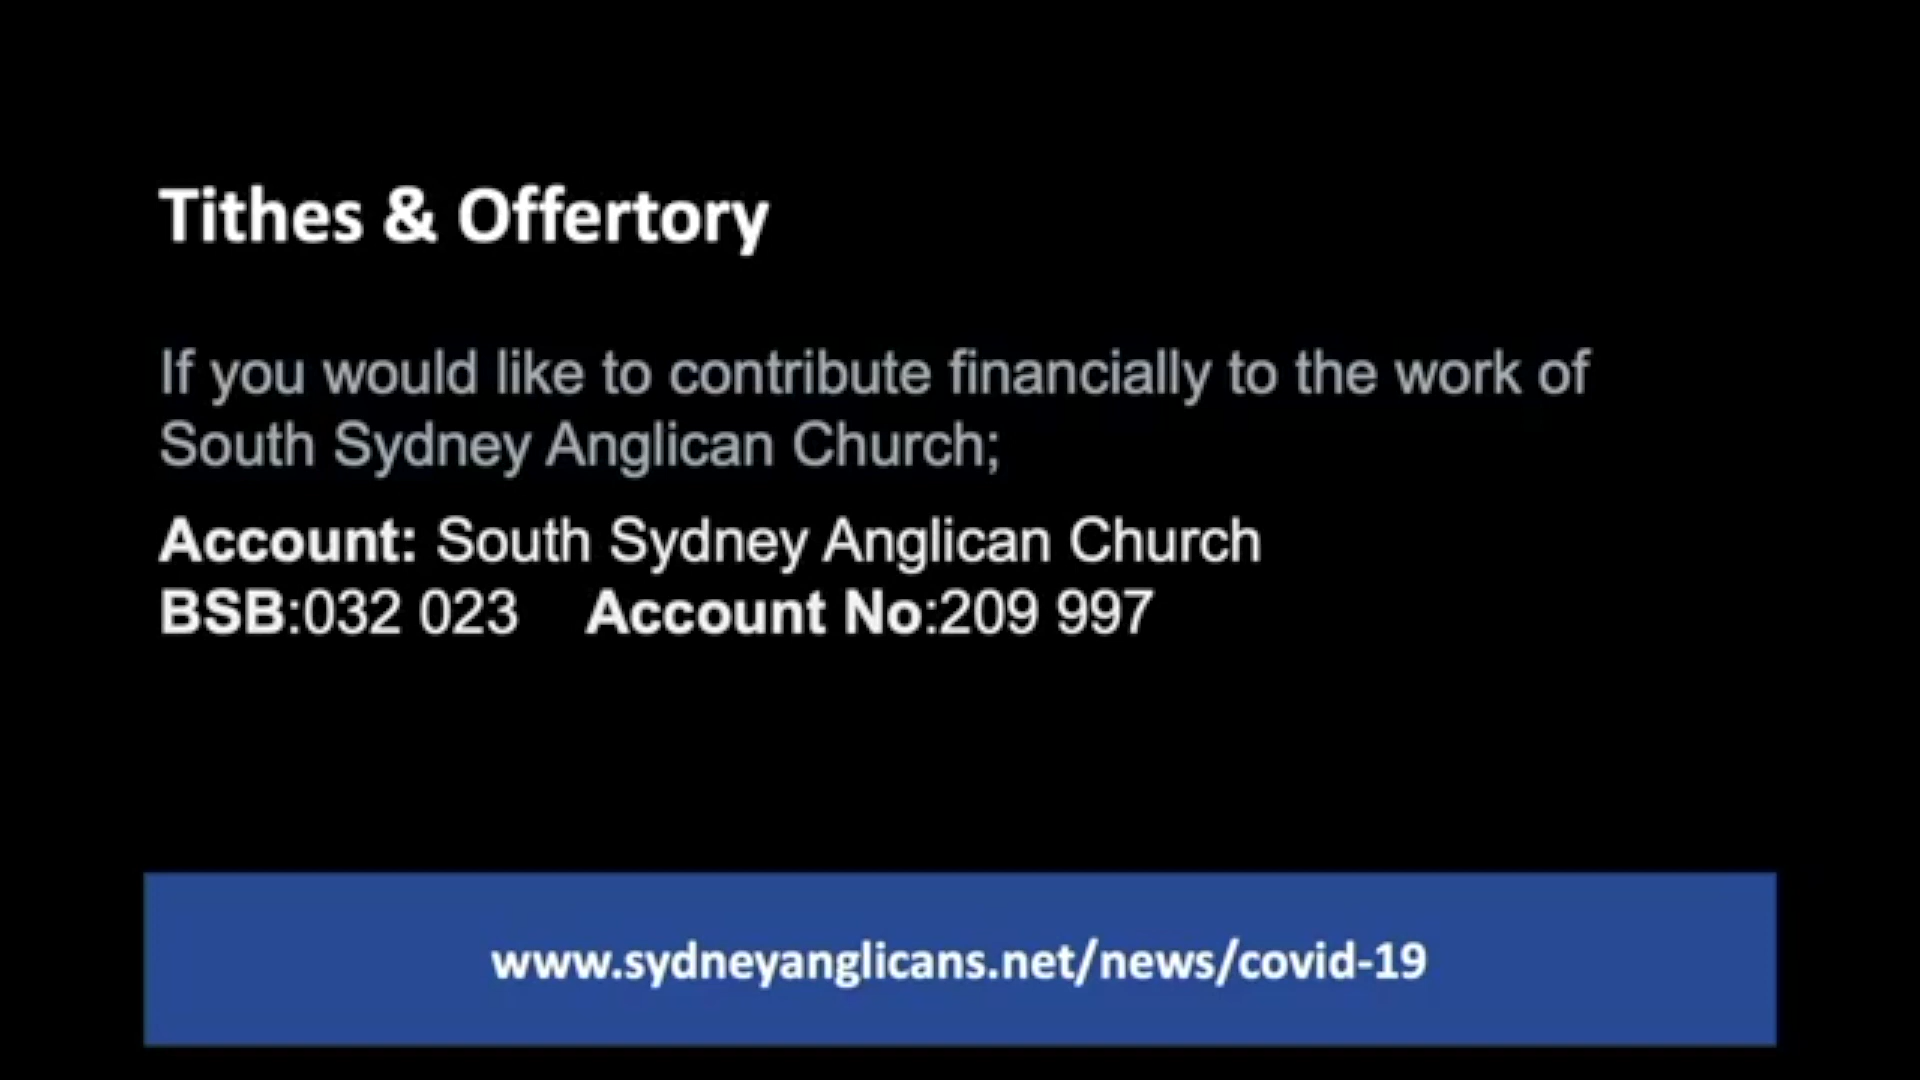 Tithes & Offertory
If you would like to contribute financially to the work of
South Sydney Anglican Church;
Account: South Sydney Anglican Church
BSB:032 023 Account No:209 997
www.sydneyanglicans.net/news/covid-19